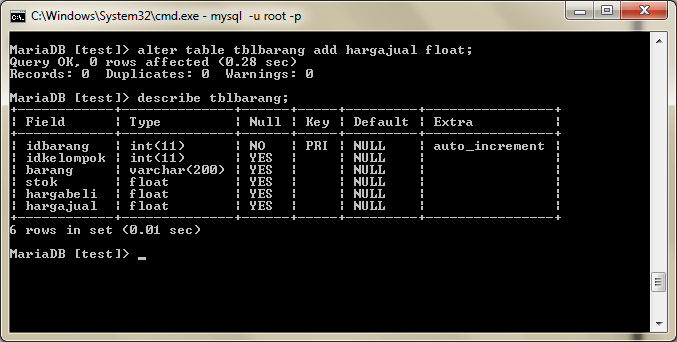 C:\Windows\System32\cmd.exe - mysql -u root -p
MariaDB [test]> alter table tblbarang add hargajual float;
Query OK, 0 rows affected (0.28 sec)
Records: 0  Duplicates: 0  Warnings: 0
MariaDB [test]> describe tblbarang;
+------------+--------------+------+-----+---------+----------------+
| Field      | Type         | Null | Key | Default | Extra          |
+------------+--------------+------+-----+---------+----------------+
| idbarang   | int(11)      | NO   | PRI | NULL    | auto_increment |
| idkelompok | int(11)      | YES  |     | NULL    |                |
| barang     | varchar(200) | YES  |     | NULL    |                |
| stok       | float        | YES  |     | NULL    |                |
| hargabeli  | float        | YES  |     | NULL    |                |
| hargajual  | float        | YES  |     | NULL    |                |
+------------+--------------+------+-----+---------+----------------+
6 rows in set (0.01 sec)
MariaDB [test]> _